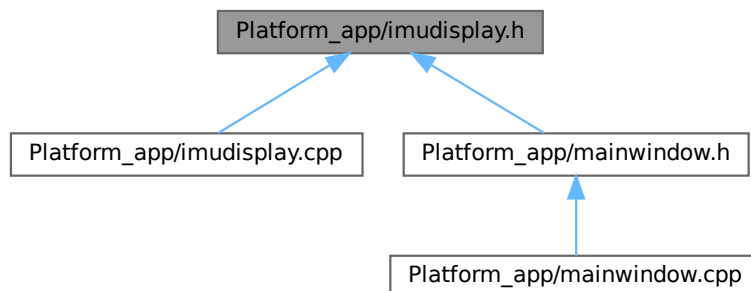 Platform_app/imudisplay.h
Platform_app/imudisplay.cpp
Platform_app/mainwindow.h
Platform_app/mainwindow.cpp